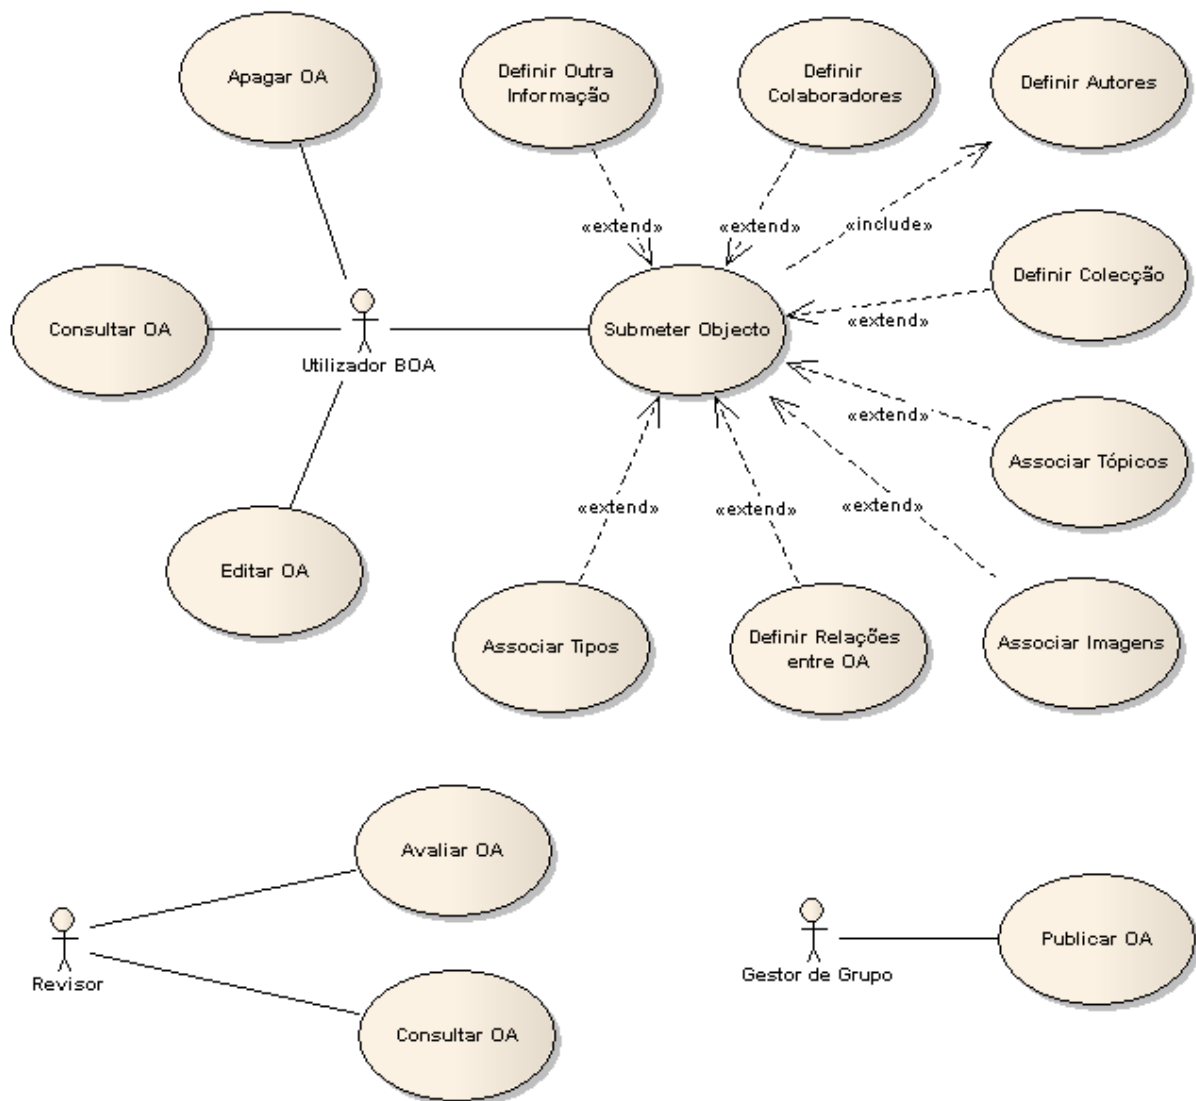 Apagar OA
Definir Outra
Informação
Definir
Colaboradores
Definir Autores
«extend»
«extend»
«include»
Definir Colecção
«extend»
Consultar OA
Utilizador BOA
Submeter Objecto
«extend»
Associar Tópicos
«extend»
«extend»
«extend»
Editar OA
Associar Tipos
Definir Relações
entre OA
Associar Imagens
Avaliar OA
Revisor
Consultar OA
Gestor de Grupo
Publicar OA